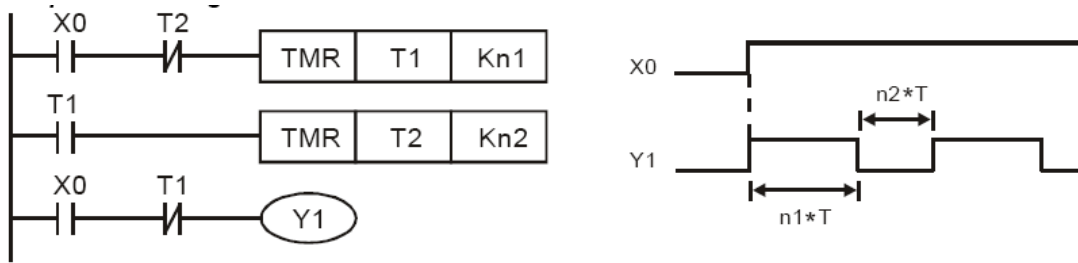 X0 T2
TMR T1 Kn1
T1
TMR T2 Kn2
X0 T1
Y1
X0
n2*T
Y1
n1*T